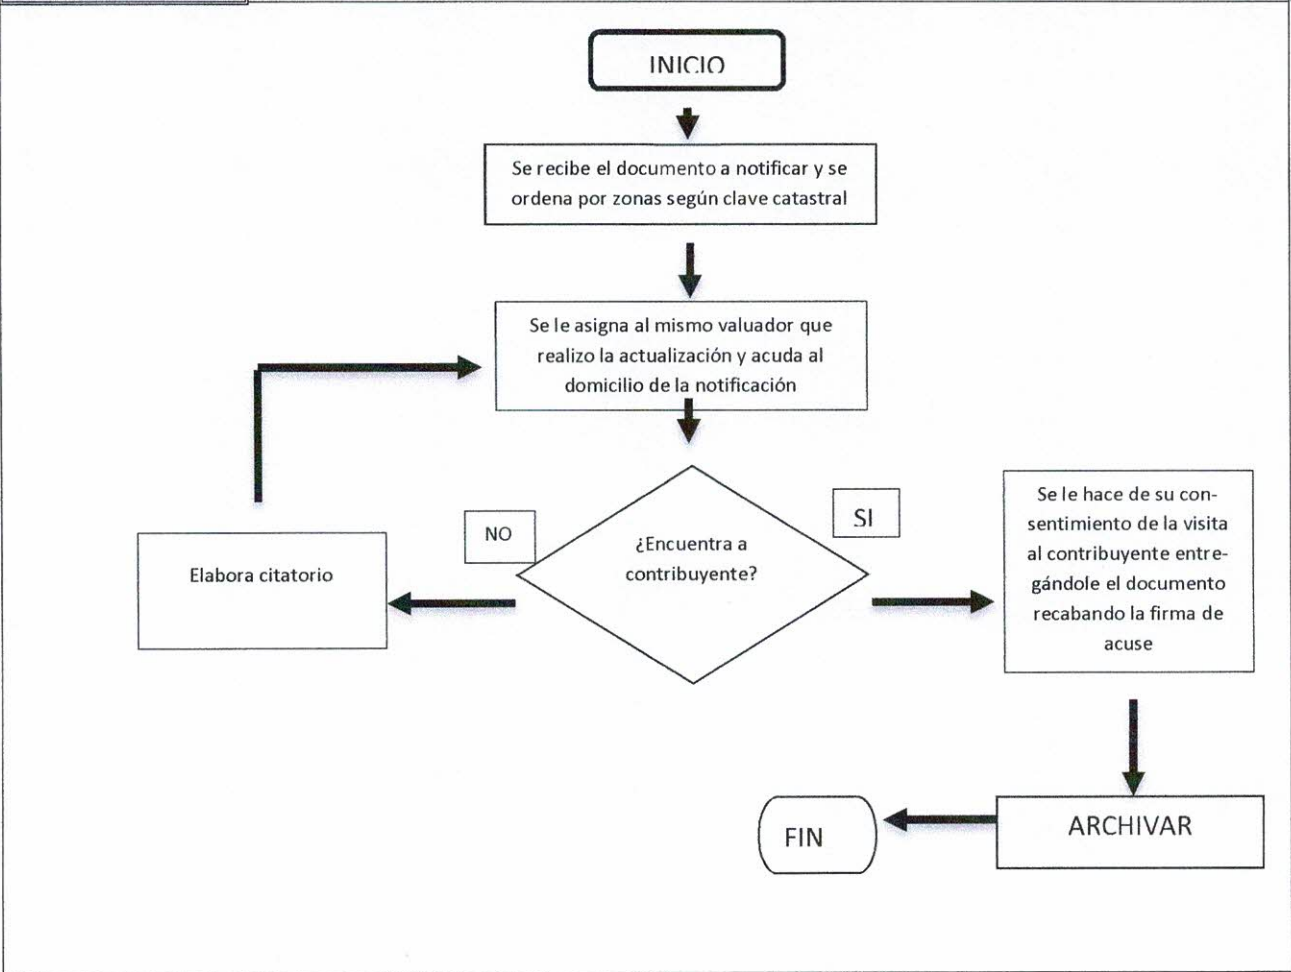 INICIO
Se recibe el documento a notificar y se
ordena por zonas según clave catastral
Se le asigna al mismo valuador que
realizo la actualización y acuda al
domicilio de la notificación
¿Encuentra a
contribuyente?
NO
SI
Elabora citatorio
Se le hace de su con-
sentimiento de la visita
al contribuyente entre-
gándole el documento
recabando la firma de
acuse
ARCHIVAR
FIN